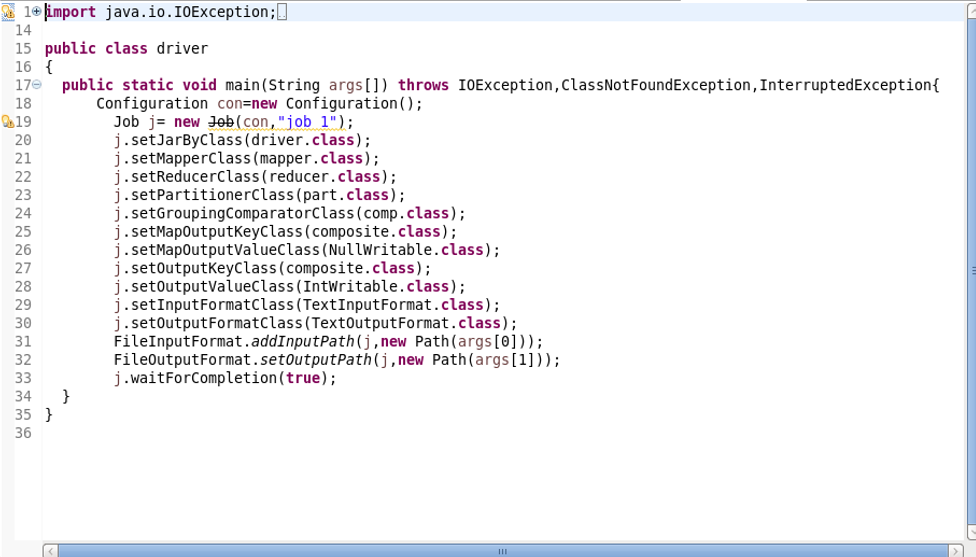 1 import java.io.IOException;
14
15 public class driver
16 {
17 public static void main(String args[]) throws IOException,ClassNotFoundException,InterruptedException{
18 Configuration con=new Configuration();
19 Job j= new Job(con,"job 1");
20 j.setJarByClass(driver.class);
21 j.setMapperClass(mapper.class);
22 j.setReducerClass(reducer.class);
23 j.setPartitionerClass(part.class);
24 j.setGroupingComparatorClass(comp.class);
25 j.setMapOutputKeyClass(composite.class);
26 j.setMapOutputValueClass(NullWritable.class);
27 j.setOutputKeyClass(composite.class);
28 j.setOutputValueClass(IntWritable.class);
29 j.setInputFormatClass(TextInputFormat.class);
30 j.setOutputFormatClass(TextOutputFormat.class);
31 FileInputFormat.addInputPath(j,new Path(args[0]));
32 FileOutputFormat.setOutputPath(j,new Path(args[1]));
33 j.waitForCompletion(true);
34 }
35 }
36